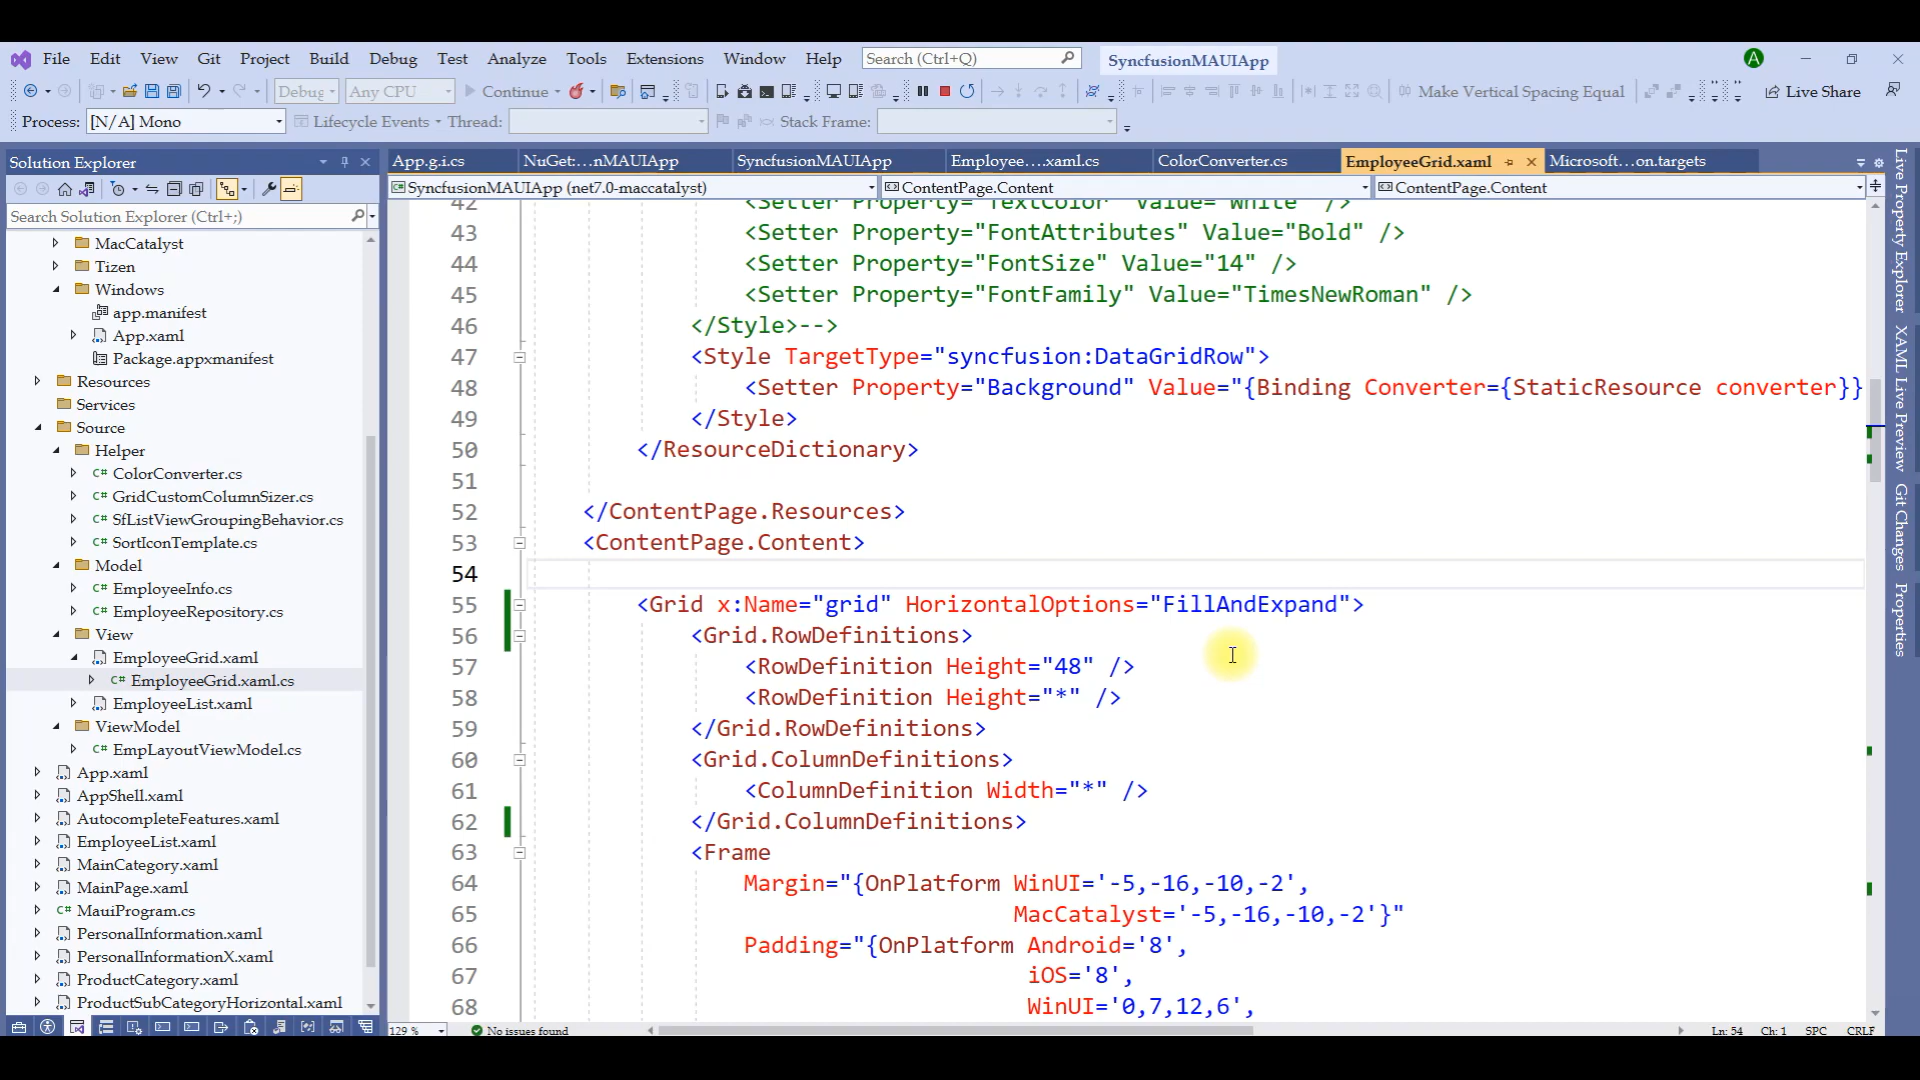 File Edit View Git Project Build Debug Test Analyze Tools Extensions Window Help Search (Ctrl+Q) SyncfusionMAUIApp A
Debug Any CPU Continue Make Vertical Spacing Equal Live Share
Process: [N/A] Mono Lifecycle Events Thread: Stack Frame:
Solution Explorer
Search Solution Explorer (Ctrl+;)
MacCatalyst
Tizen
Windows
app.manifest
App.xaml
Package.appxmanifest
Resources
Services
Source
Helper
ColorConverter.cs
GridCustomColumnSizer.cs
SfListViewGroupingBehavior.cs
SortIconTemplate.cs
Model
EmployeeInfo.cs
EmployeeRepository.cs
View
EmployeeGrid.xaml
EmployeeGrid.xaml.cs
EmployeeList.xaml
ViewModel
EmpLayoutViewModel.cs
App.xaml
AppShell.xaml
AutocompleteFeatures.xaml
EmployeeList.xaml
MainCategory.xaml
MainPage.xaml
MauiProgram.cs
PersonalInformation.xaml
PersonalInformationX.xaml
ProductCategory.xaml
ProductSubCategoryHorizontal.xaml
App.g.i.cs NuGet:...nMAUIApp SyncfusionMAUIApp Employee....xaml.cs ColorConverter.cs EmployeeGrid.xaml Microsoft...on.targets
SyncfusionMAUIApp (net7.0-maccatalyst) ContentPage.Content ContentPage.Content
42 <Setter Property="TextColor" Value="White" />
43 <Setter Property="FontAttributes" Value="Bold" />
44 <Setter Property="FontSize" Value="14" />
45 <Setter Property="FontFamily" Value="TimesNewRoman" />
46 </Style>-->
47 <Style TargetType="syncfusion:DataGridRow">
48 <Setter Property="Background" Value="{Binding Converter={StaticResource converter}}
49 </Style>
50 </ResourceDictionary>
51
52 </ContentPage.Resources>
53 <ContentPage.Content>
54
55 <Grid x:Name="grid" HorizontalOptions="FillAndExpand">
56 <Grid.RowDefinitions>
57 <RowDefinition Height="48" />
58 <RowDefinition Height="*" />
59 </Grid.RowDefinitions>
60 <Grid.ColumnDefinitions>
61 <ColumnDefinition Width="*" />
62 </Grid.ColumnDefinitions>
63 <Frame
64 Margin="{OnPlatform WinUI='-5,-16,-10,-2',
65 MacCatalyst='-5,-16,-10,-2'}"
66 Padding="{OnPlatform Android='8',
67 iOS='8',
68 WinUI='0,7,12,6',
129 % No issues found Ln: 54 Ch: 1 SPC CRLF
Live Property Explorer
XAML Live Preview
Git Changes
Properties